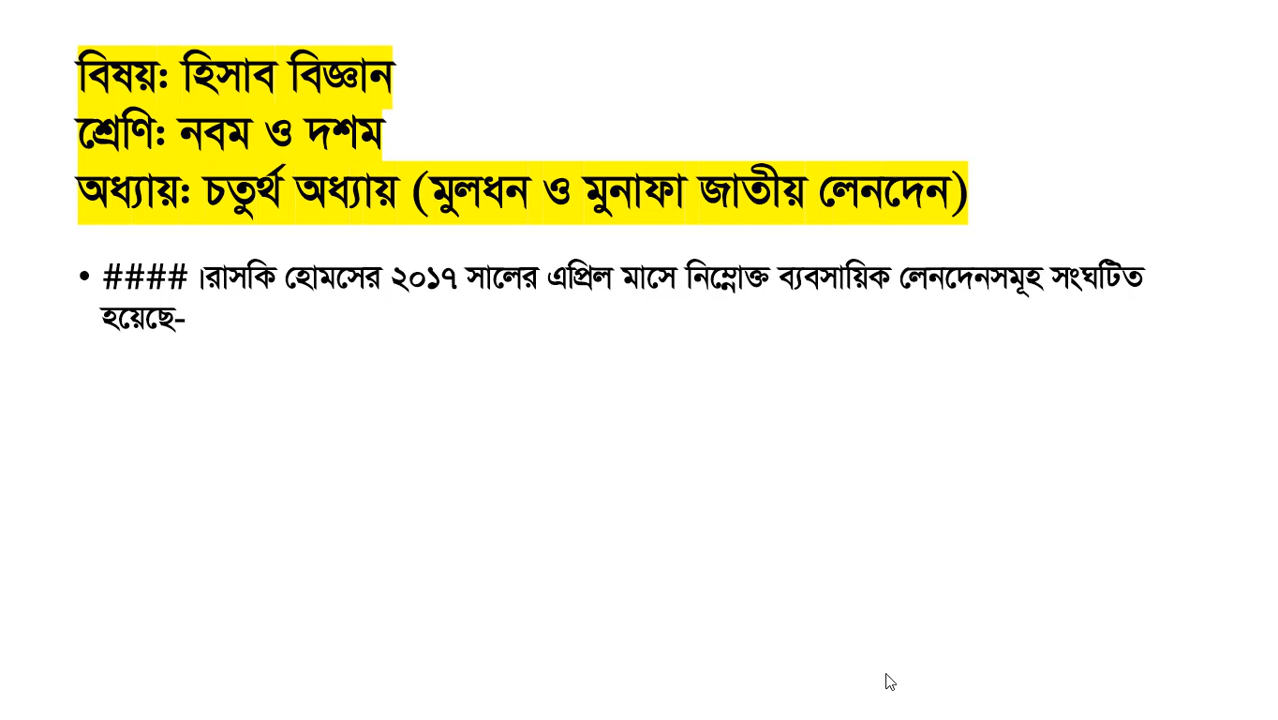 বিষয়: হিসাব বিজ্ঞান
শ্রেণি: নবম ও দশম
অধ্যায়: চতুর্থ অধ্যায় (মুলধন ও মুনাফা জাতীয় লেনদেন)
• #### ।রাসকি হোমসের ২০১৭ সালের এপ্রিল মাসে নিম্নোক্ত ব্যবসায়িক লেনদেনসমূহ সংঘটিত
হয়েছে-